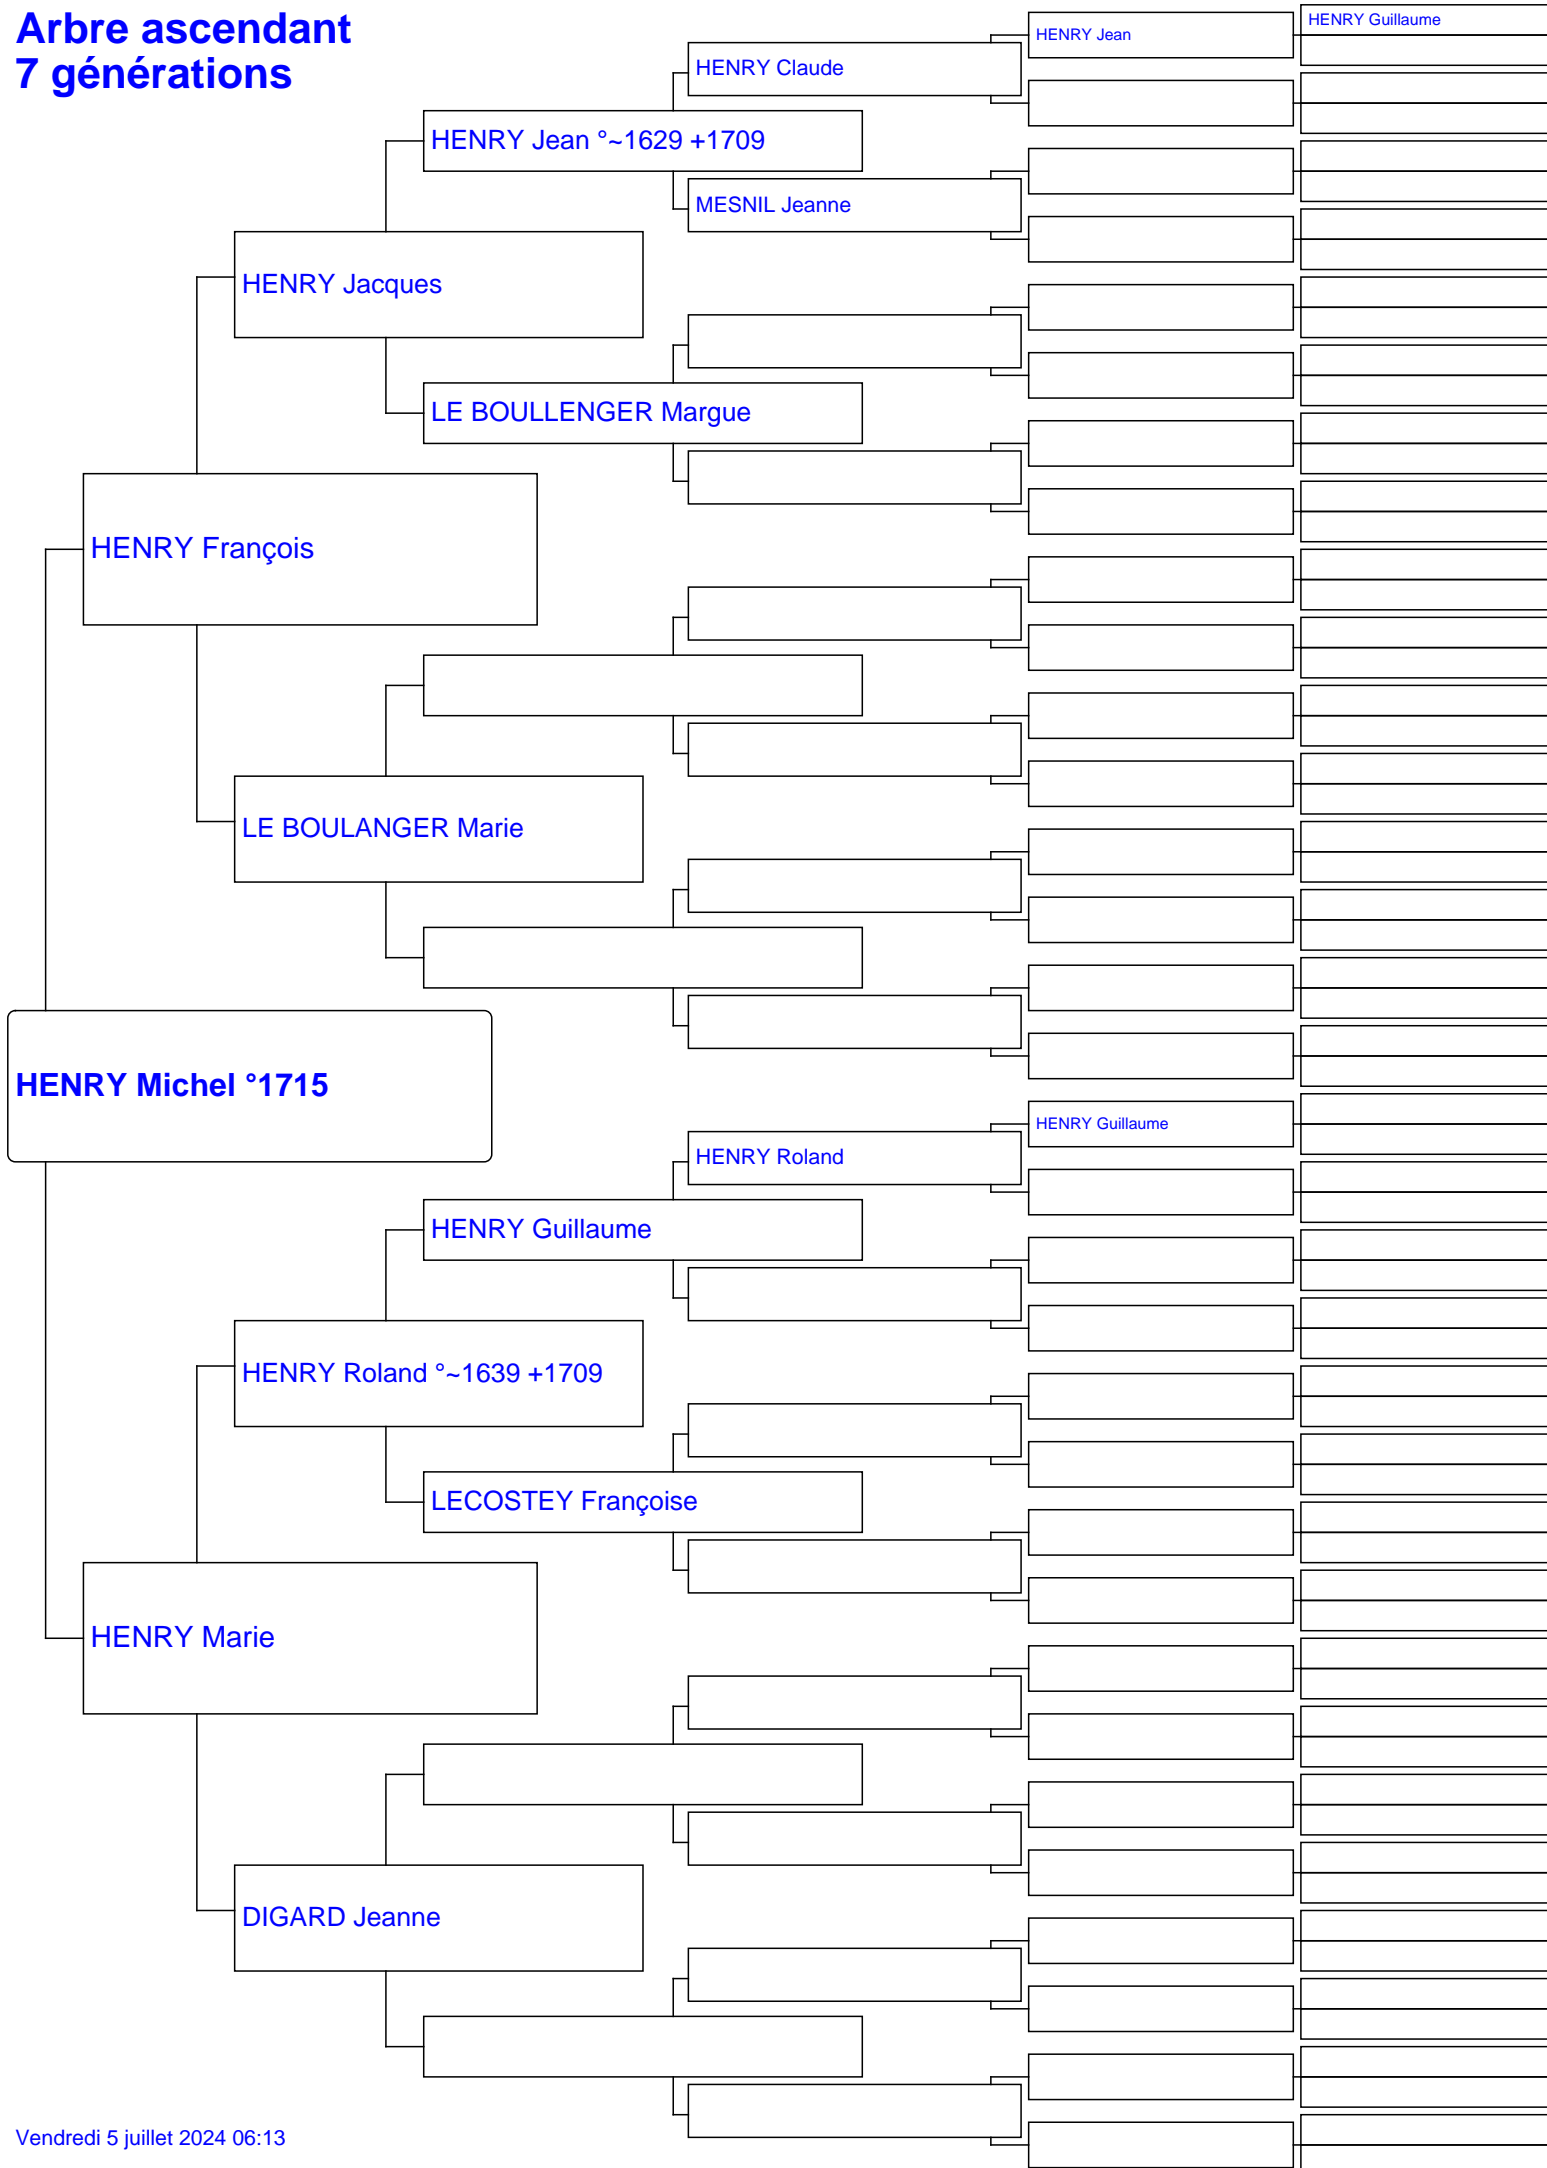 Arbre ascendant
7 générations
HENRY Guillaume
HENRY Jean
HENRY Claude
HENRY Jean °~1629 +1709
MESNIL Jeanne
HENRY Jacques
LE BOULLENGER Margue
HENRY François
LE BOULANGER Marie
HENRY Michel °1715
HENRY Guillaume
HENRY Roland
HENRY Guillaume
HENRY Roland °~1639 +1709
LECOSTEY Françoise
HENRY Marie
DIGARD Jeanne
Vendredi 5 juillet 2024 06:13